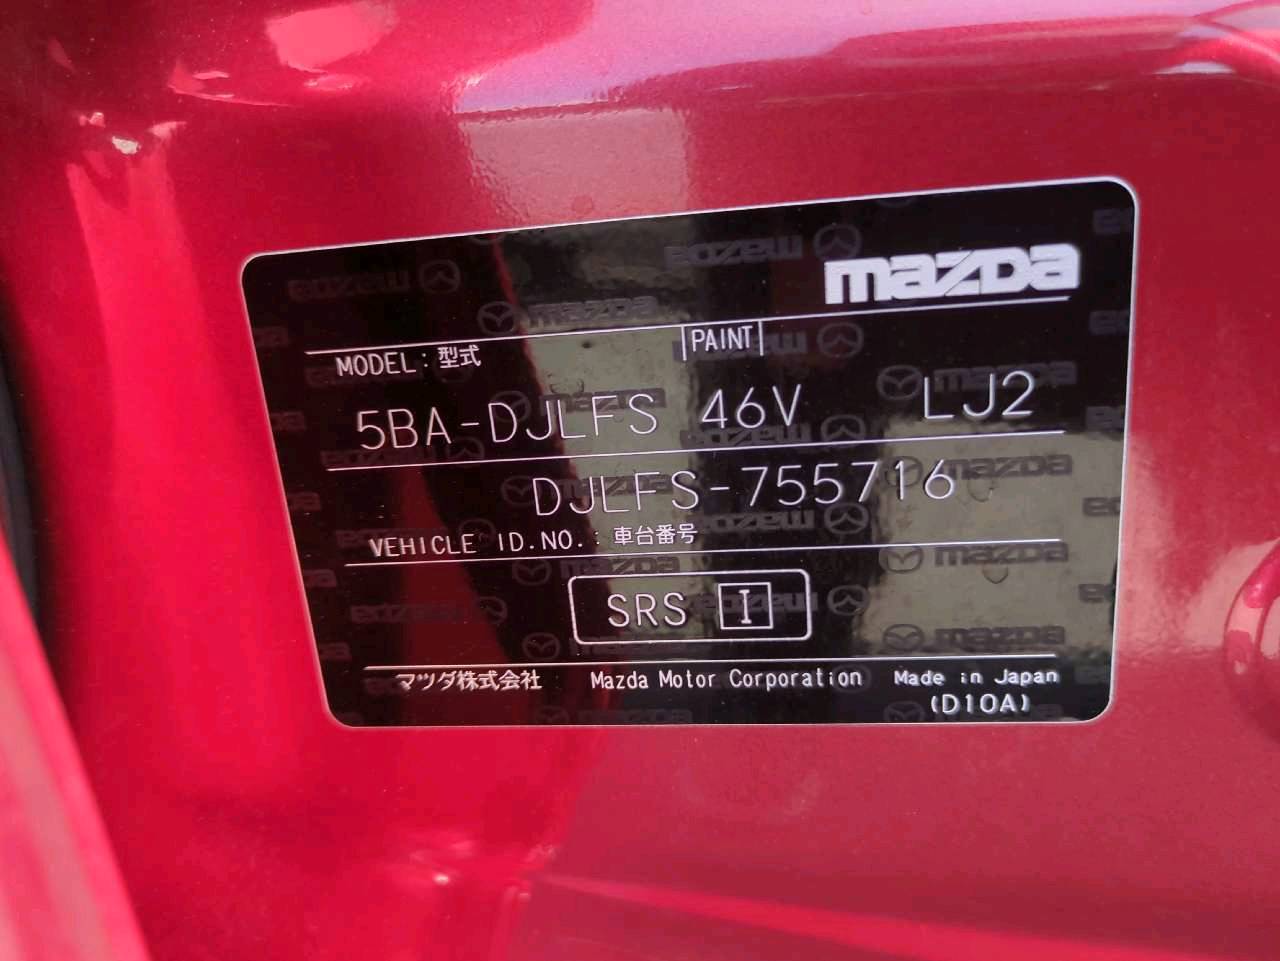 mazda
MODEL:型式 PAINT
5BA-DJLFS 46V LJ2
DJLFS-755716
VEHICLE ID.NO.:車台番号
SRS I
マツダ株式会社 Mazda Motor Corporation Made in Japan
(D10A)